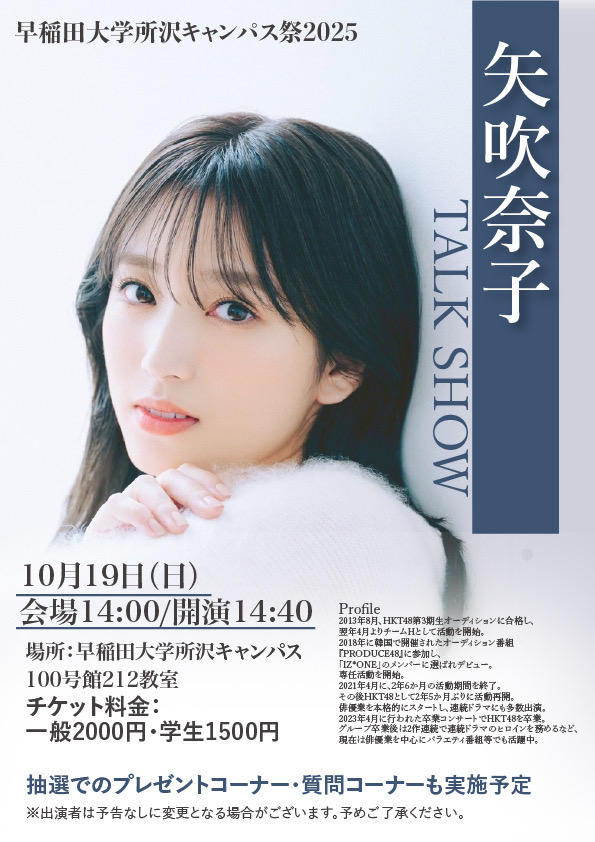 早稲田大学所沢キャンパス祭2025
矢吹奈子
TALK SHOW
10月19日(日)
会場14:00/開演14:40
場所:早稲田大学所沢キャンパス
100号館212教室
チケット料金:
一般2000円・学生1500円
Profile
2013年8月、HKT48第3期生オーディションに合格し、
翌年4月よりチームHとして活動を開始。
2018年に韓国で開催されたオーディション番組
『PRODUCE48』に参加し、
「IZ*ONE」のメンバーに選ばれデビュー。
専任活動を開始。
2021年4月に、2年6か月の活動期間を終了。
その後HKT48として2年5か月ぶりに活動再開。
俳優業を本格的にスタートし、連続ドラマにも多数出演。
2023年4月に行われた卒業コンサートでHKT48を卒業。
グループ卒業後は2作連続で連続ドラマのヒロインを務めるなど、
現在は俳優業を中心にバラエティ番組等でも活躍中。
抽選でのプレゼントコーナー・質問コーナーも実施予定
※出演者は予告なしに変更となる場合がございます。予めご了承ください。